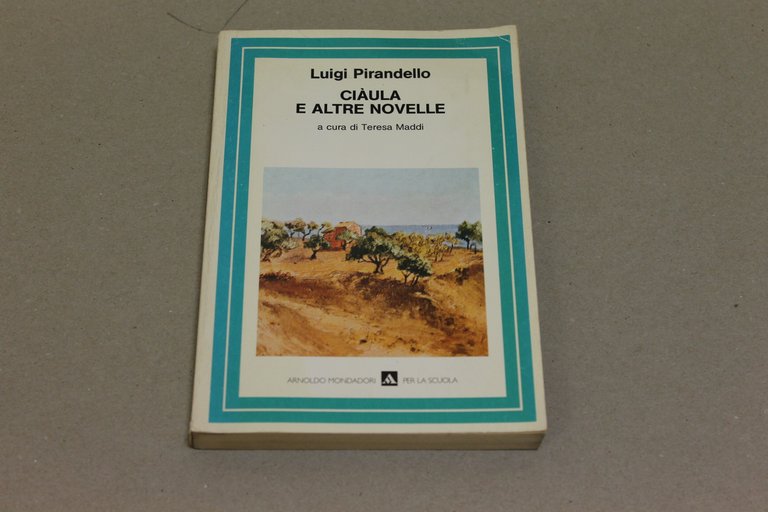 Luigi Pirandello
CIÀULA
E ALTRE NOVELLE
a cura di Teresa Maddi
ARNOLDO MONDADORI PER LA SCUOLA